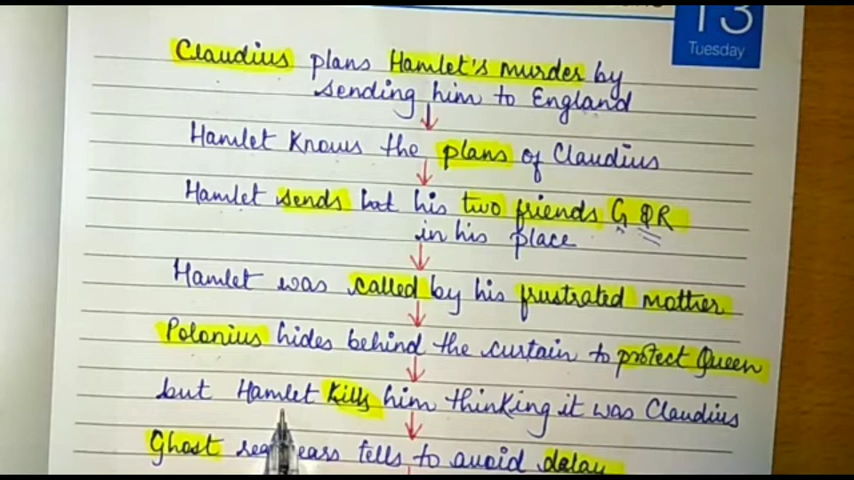 13
Tuesday
Claudius plans Hamlet's murder by
sending him to England
Hamlet knows the plans of Claudius
Hamlet sends his two friends G & R
in his place
Hamlet was called by his frustrated mother
Polonius hides behind the curtain to protect Queen
but Hamlet kills him thinking it was Claudius
Ghost tells to avoid delay